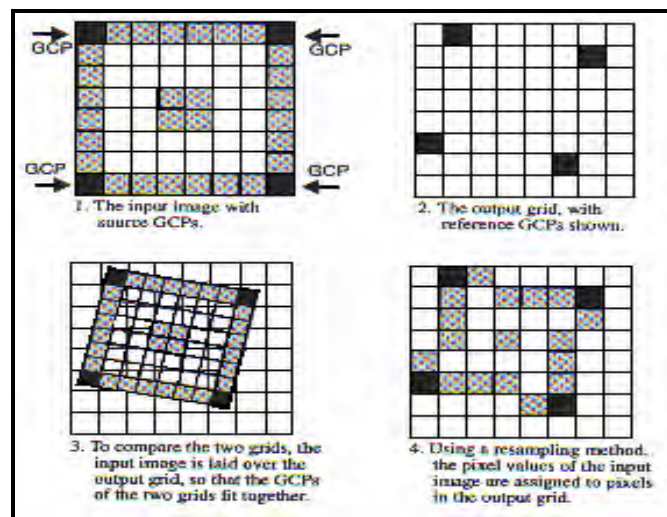 GCP
GCP
GCP
GCP
1. The input image with
source GCPs.
2. The output grid, with
reference GCPs shown.
3. To compare the two grids, the
input image is laid over the
output grid, so that the GCPs
of the two grids fit together.
4. Using a resampling method,
the pixel values of the input
image are assigned to pixels
in the output grid.